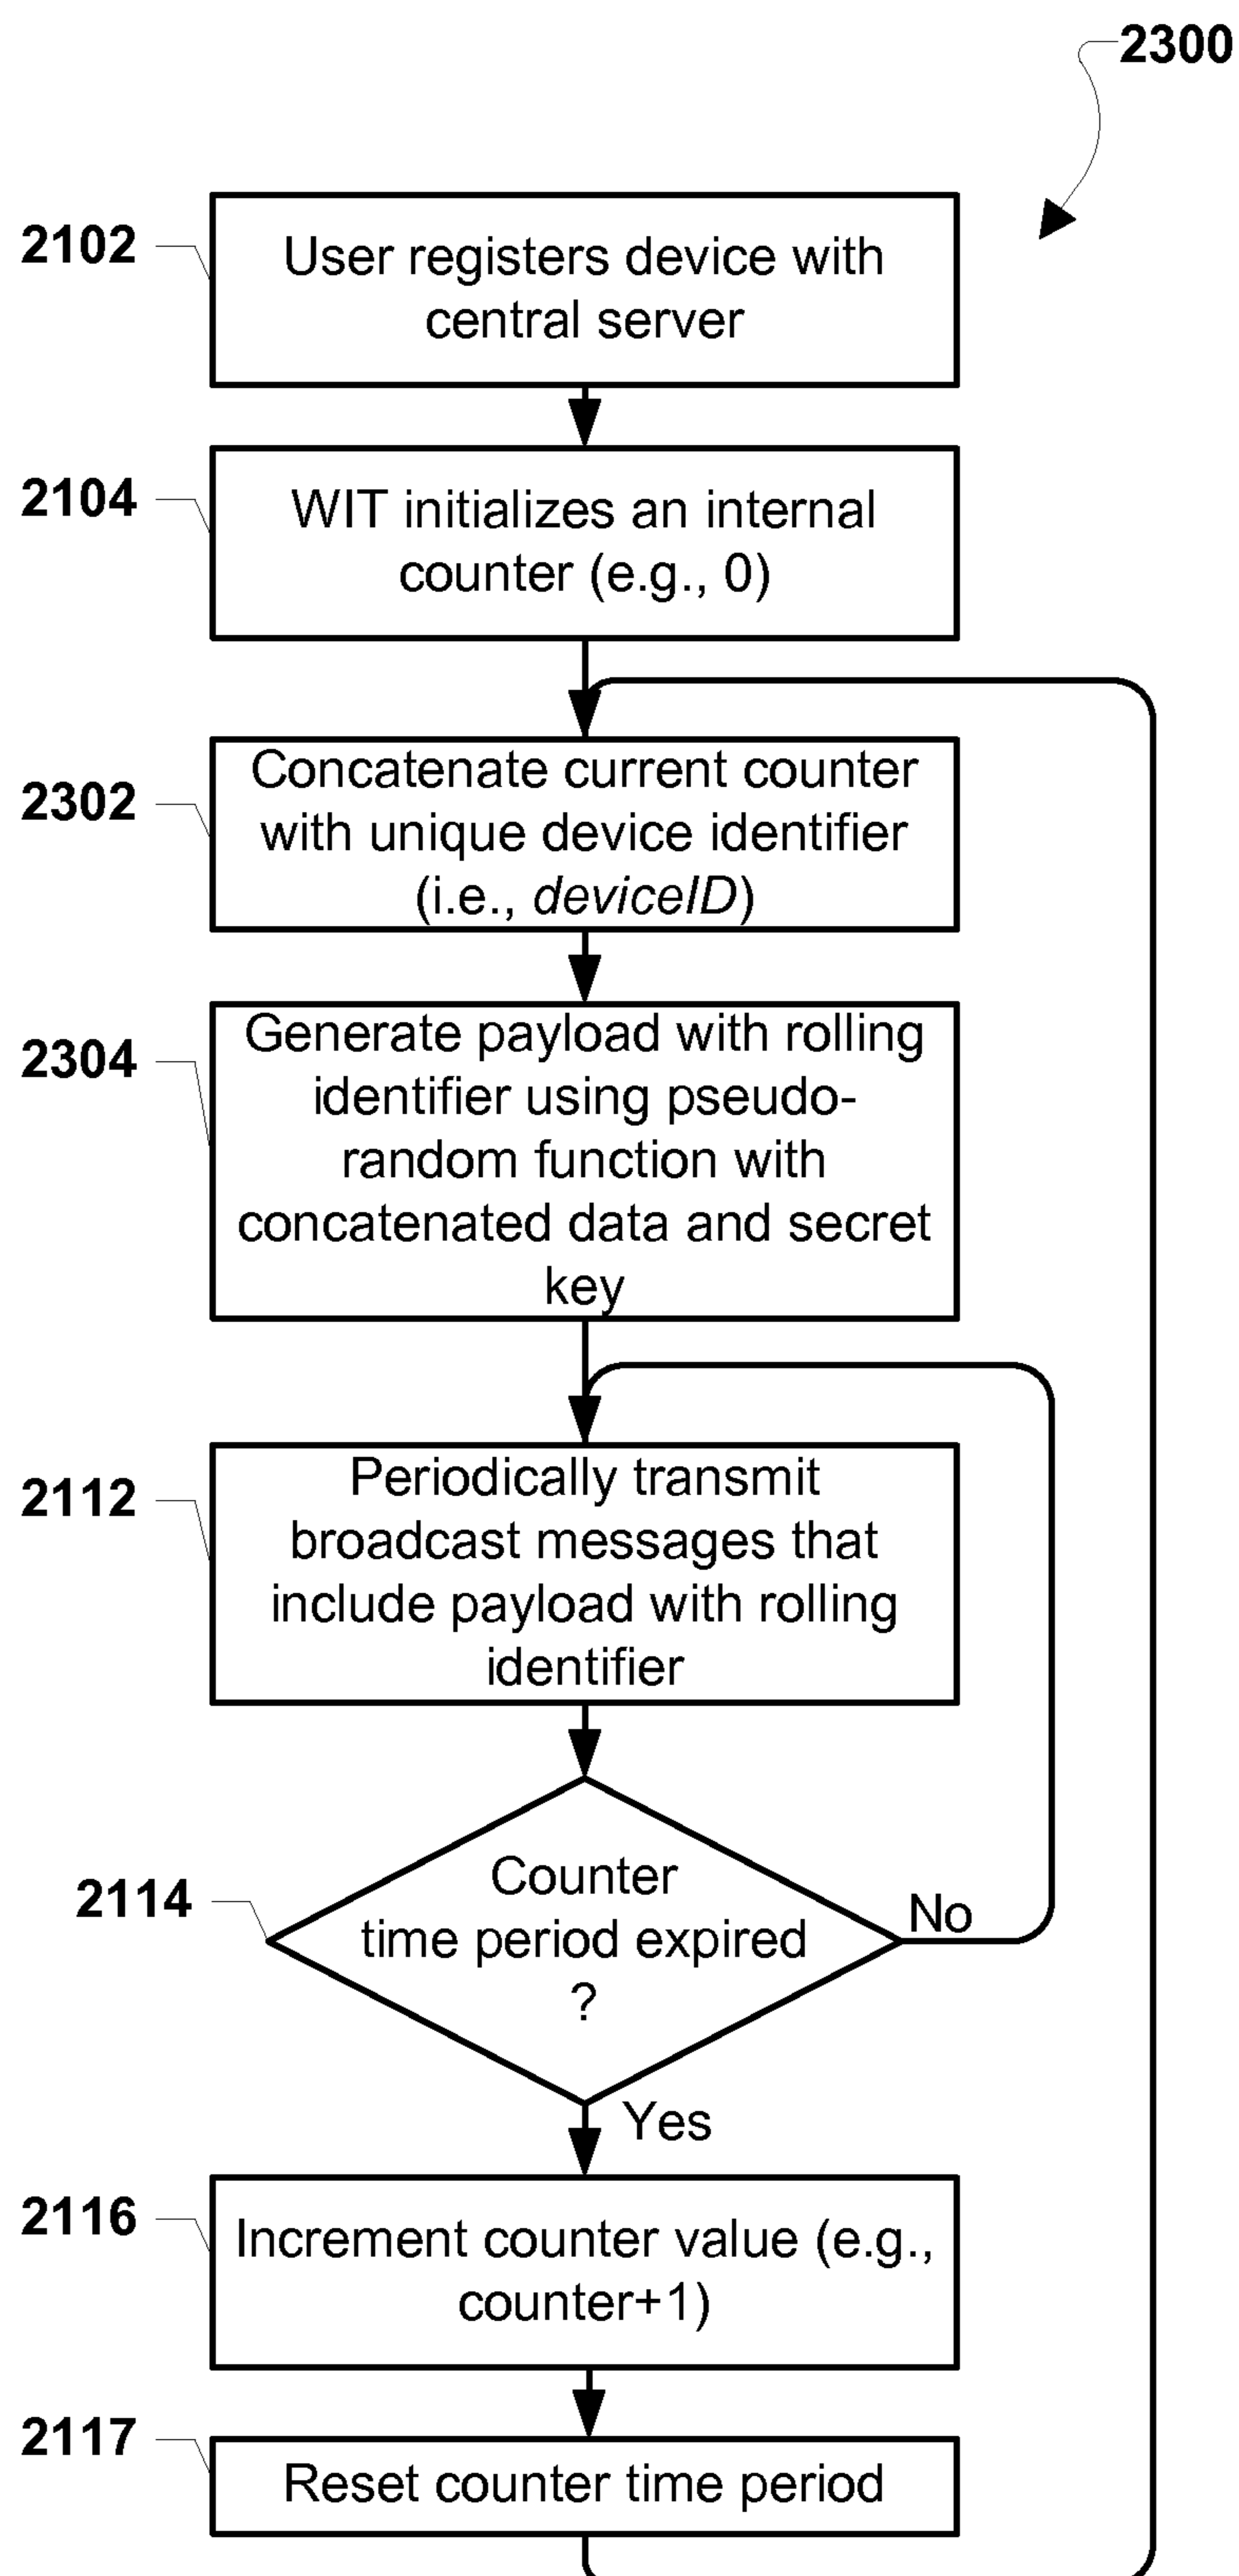 2300
2102
User registers device with
central server
2104
WIT initializes an internal
counter (e.g., 0)
2302
Concatenate current counter
with unique device identifier
(i.e., deviceID)
2304
Generate payload with rolling
identifier using pseudo-
random function with
concatenated data and secret
key
2112
Periodically transmit
broadcast messages that
include payload with rolling
identifier
2114
Counter
time period expired
?
No
Yes
2116
Increment counter value (e.g.,
counter+1)
2117
Reset counter time period